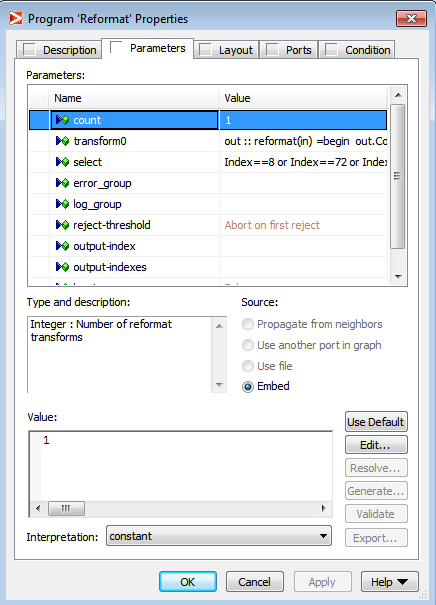 Program 'Reformat' Properties
Description
Parameters
Layout
Ports
Condition
Parameters:
Name Value
count 1
transform0 out :: reformat(in) =begin out.Co
select Index==8 or Index==72 or Index
error_group
log_group
reject-threshold Abort on first reject
output-index
output-indexes
Type and description:
Integer : Number of reformat
transforms
Source:
Propagate from neighbors
Use another port in graph
Use file
Embed
Value:
1
Use Default
Edit...
Resolve...
Generate...
Validate
Export...
Interpretation: constant
OK Cancel Apply Help